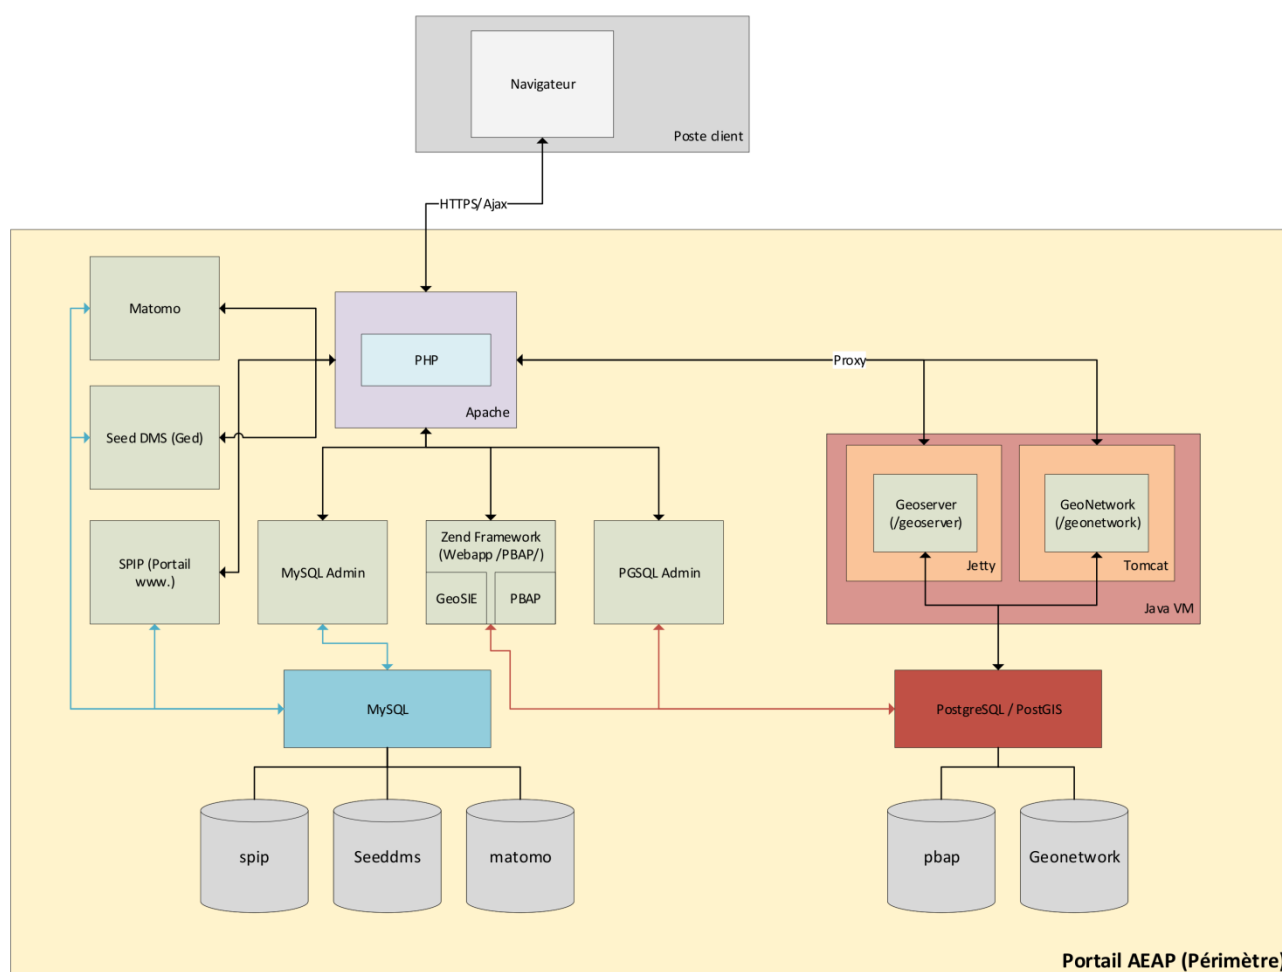 Navigateur
Poste client
HTTPS/Ajax
Matomo
PHP
Apache
Proxy
Seed DMS (Ged)
Geoserver
(/geoserver)
Jetty
GeoNetwork
(/geonetwork)
Tomcat
Java VM
SPIP (Portail
www.)
MySQL Admin
Zend Framework
(Webapp /PBAP/)
GeoSIE
PBAP
PGSQL Admin
MySQL
PostgreSQL / PostGIS
spip
Seeddms
matomo
pbap
Geonetwork
Portail AEAP (Périmètre)